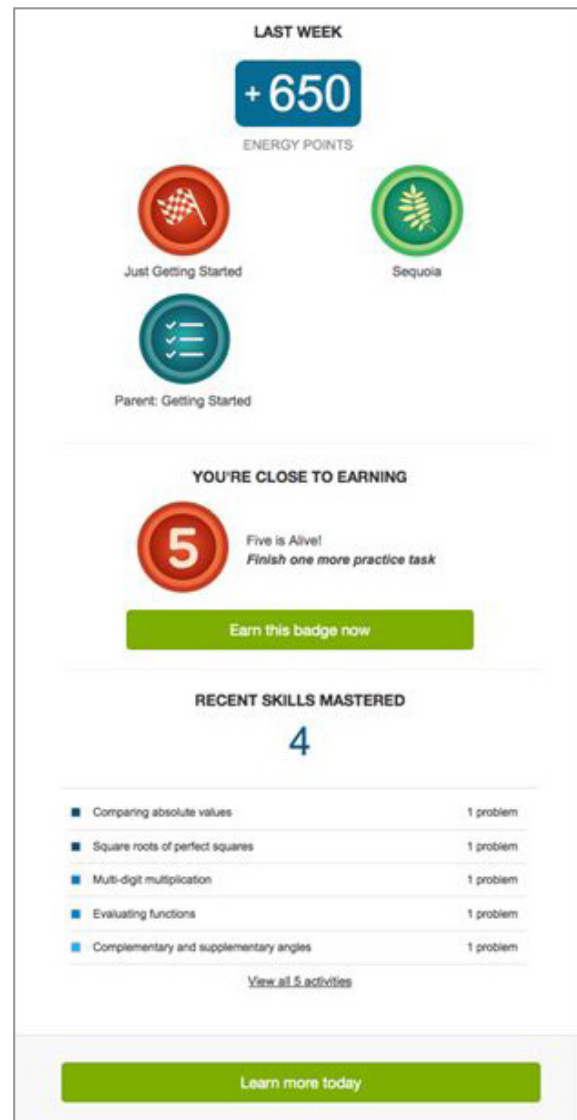 LAST WEEK
+ 650
ENERGY POINTS
Just Getting Started
Sequoia
Parent: Getting Started
YOU'RE CLOSE TO EARNING
5
Five is Alive!
Finish one more practice task
Earn this badge now
RECENT SKILLS MASTERED
4
Comparing absolute values 1 problem
Square roots of perfect squares 1 problem
Multi-digit multiplication 1 problem
Evaluating functions 1 problem
Complementary and supplementary angles 1 problem
View all 5 activities
Learn more today